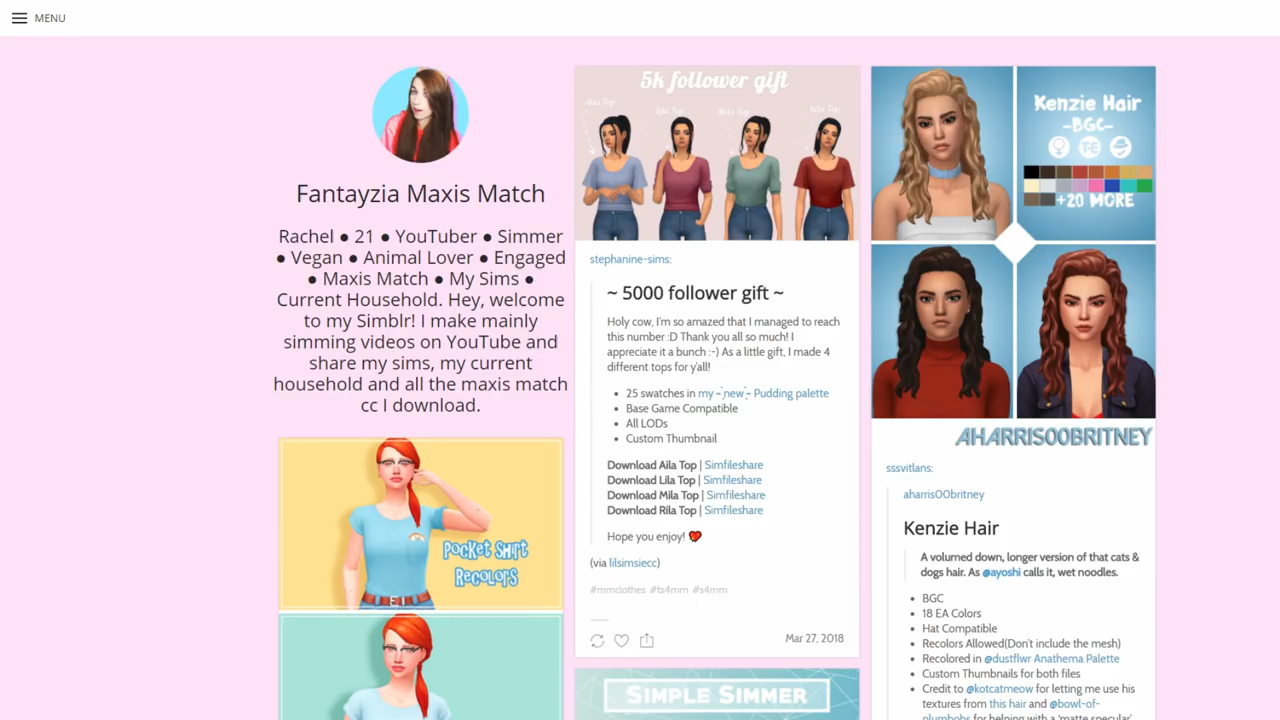 MENU
Fantayzia Maxis Match
Rachel ● 21 ● YouTuber ● Simmer
● Vegan ● Animal Lover ● Engaged
● Maxis Match ● My Sims ●
Current Household. Hey, welcome
to my Simblr! I make mainly
simming videos on YouTube and
share my sims, my current
household and all the maxis match
cc I download.
Pocket Shirt
Recolors
5k follower gift
Aila Top
Lila Top
Mila Top
Rila Top
stephanine-sims:
~ 5000 follower gift ~
Holy cow, I'm so amazed that I managed to reach
this number :D Thank you all so much! I
appreciate it a bunch :-) As a little gift, I made 4
different tops for y'all!
• 25 swatches in my - ̗̀ new ̖́- Pudding palette
• Base Game Compatible
• All LODs
• Custom Thumbnail
Download Aila Top | Simfileshare
Download Lila Top | Simfileshare
Download Mila Top | Simfileshare
Download Rila Top | Simfileshare
Hope you enjoy! ❤
(via lilsimsiecc)
#mmclothes #ts4mm #s4mm
Mar 27, 2018
SIMPLE SIMMER
Kenzie Hair
-BGC-
T-E
+20 MORE
AHARRIS00BRITNEY
sssvitlans:
aharris00britney
Kenzie Hair
A volumed down, longer version of that cats &
dogs hair. As @ayoshi calls it, wet noodles.
• BGC
• 18 EA Colors
• Hat Compatible
• Recolors Allowed(Don't include the mesh)
• Recolored in @dustflwr Anathema Palette
• Custom Thumbnails for both files
• Credit to @kotcatmeow for letting me use his
textures from this hair and @bowl-of-
plumbobs for helping with a 'matte specular'